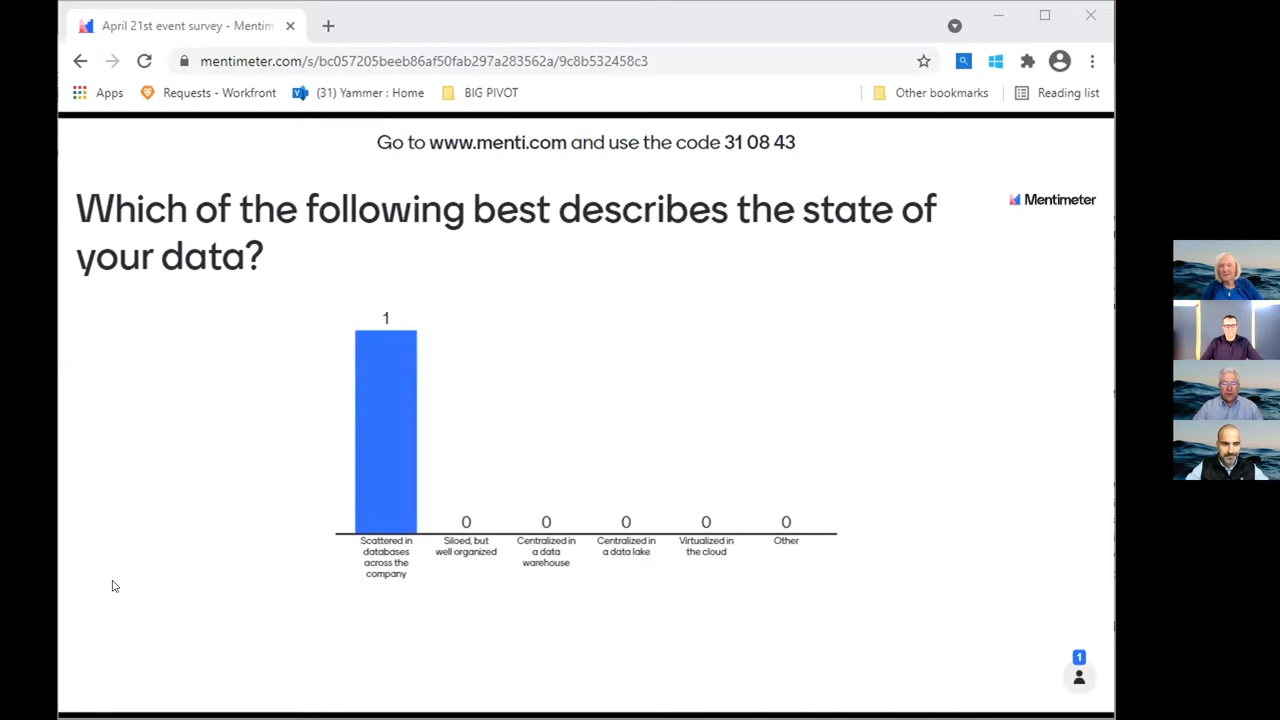 April 21st event survey - Mentim
mentimeter.com/s/bc057205beeb86af50fab297a283562a/9c8b532458c3
Apps Requests - Workfront (31) Yammer : Home BIG PIVOT Other bookmarks Reading list
Go to www.menti.com and use the code 31 08 43
Which of the following best describes the state of
your data?
Mentimeter
1
0 0 0 0 0
Scattered in
databases
across the
company
Siloed, but
well organized
Centralized in
a data
warehouse
Centralized in
a data lake
Virtualized in
the cloud
Other
1